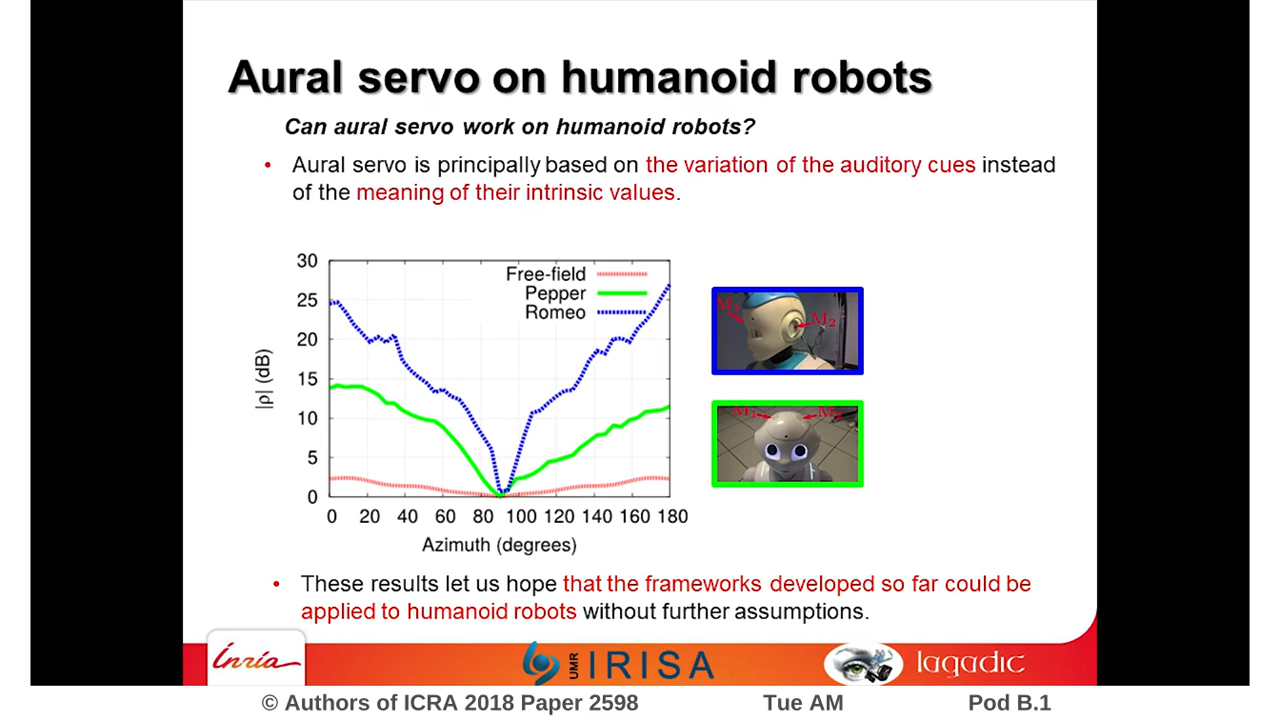 Aural servo on humanoid robots
Can aural servo work on humanoid robots?
• Aural servo is principally based on the variation of the auditory cues instead
of the meaning of their intrinsic values.
30
25
20
15
10
5
0
|ρ| (dB)
Free-field
Pepper
Romeo
0 20 40 60 80 100 120 140 160 180
Azimuth (degrees)
M1
M2
M1
• These results let us hope that the frameworks developed so far could be
applied to humanoid robots without further assumptions.
Inria
UMR IRISA
lagadic
© Authors of ICRA 2018 Paper 2598 Tue AM Pod B.1